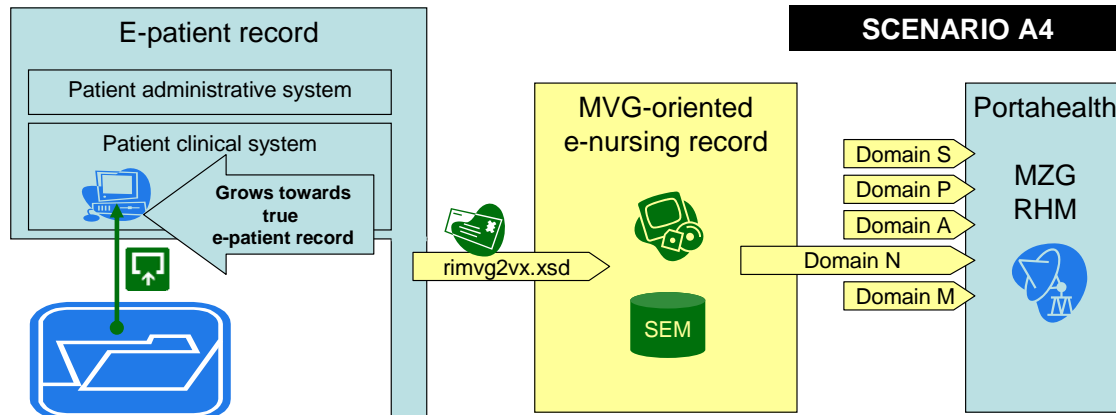 E-patient record
SCENARIO A4
Patient administrative system
Patient clinical system
Grows towards
true
e-patient record
rimvg2vx.xsd
MVG-oriented
e-nursing record
SEM
Domain S
Domain P
Domain A
Domain N
Domain M
Portahealth
MZG
RHM